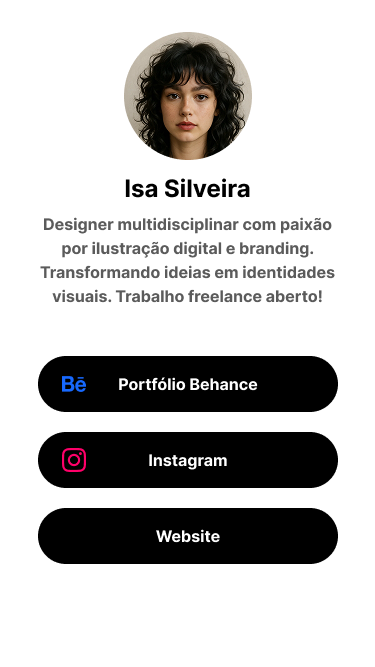 Isa Silveira
Designer multidisciplinar com paixão
por ilustração digital e branding.
Transformando ideias em identidades
visuais. Trabalho freelance aberto!
Bē Portfólio Behance
Instagram
Website